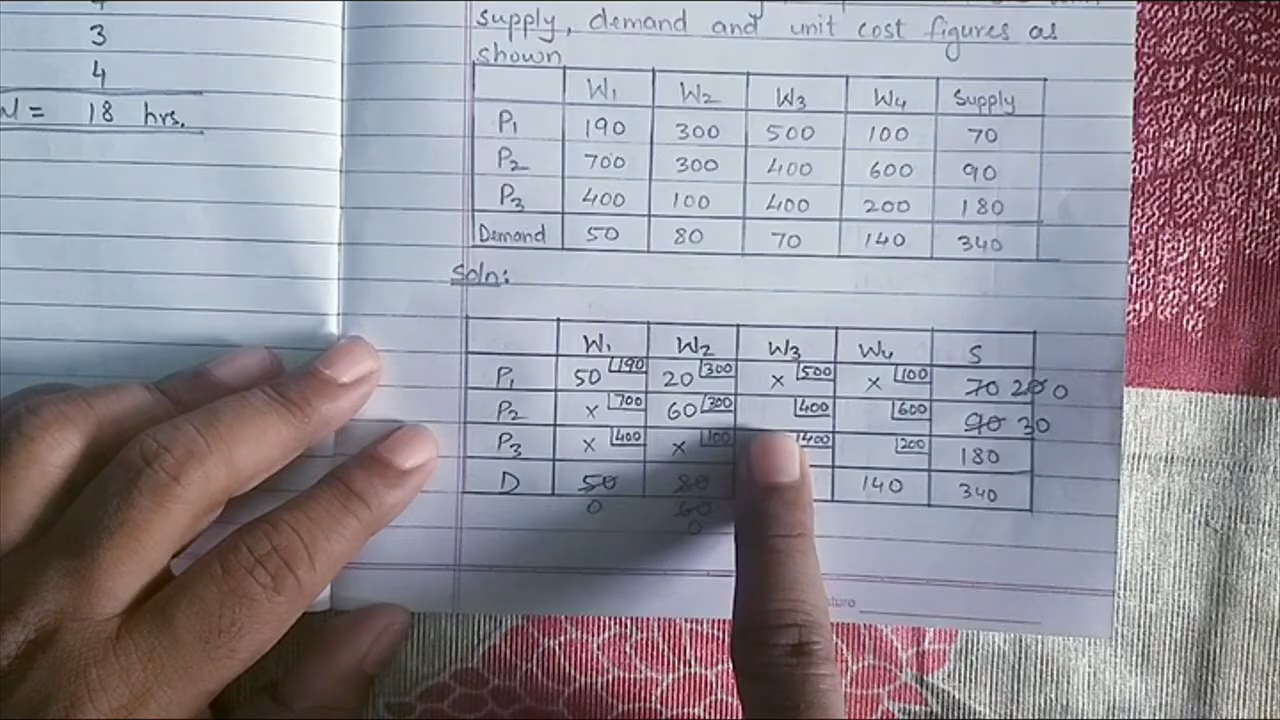 3
4
= 18 hrs.
supply, demand and unit cost figures as
shown
W1 W2 W3 W4 Supply
P1 190 300 500 100 70
P2 700 300 400 600 90
P3 400 100 400 200 180
Demand 50 80 70 140 340
Soln:
W1 W2 W3 W4 S
P1 50 190 20 300 x 500 x 100 70 20 0
P2 x 700 60 300 400 600 90 30
P3 x 400 x 100 400 200 180
D 50 80 140 340
0 60
0